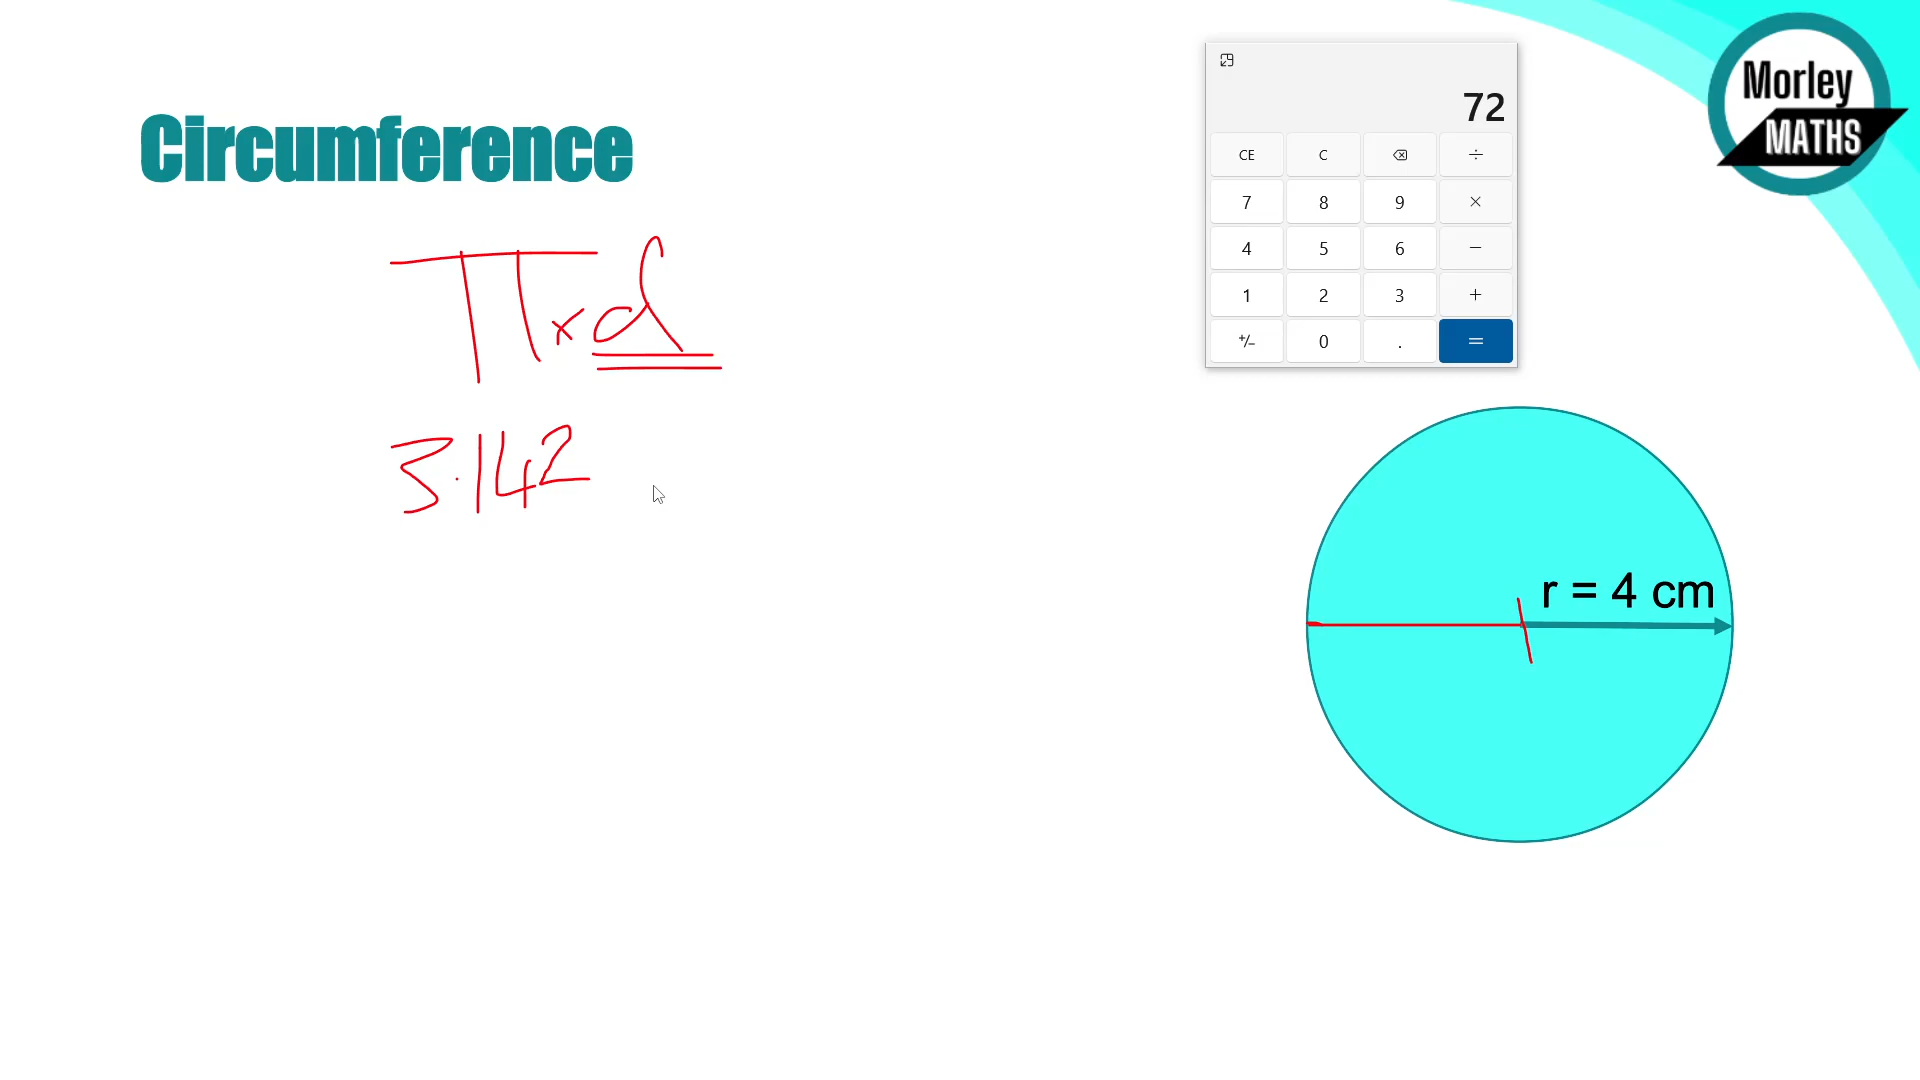 Morley
MATHS
72
Circumference
CE C ÷
7 8 9 ×
4 5 6 −
1 2 3 +
+/− 0 . =
π×d
3.142
r = 4 cm